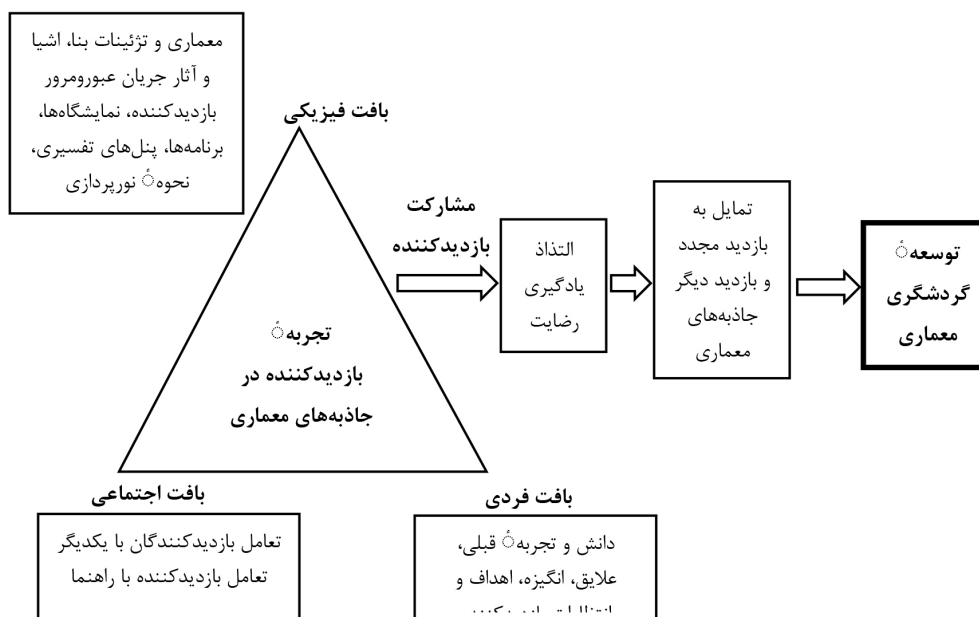 معماری و تزئینات بنا، اشیا
و آثار جریان عبورومرور
بازدیدکننده، نمایشگاه‌ها،
برنامه‌ها، پنل‌های تفسیری،
نحوهٔ نورپردازی
بافت فیزیکی
مشارکت
بازدیدکننده
التذاذ
یادگیری
رضایت
تمایل به
بازدید مجدد
و بازدید دیگر
جاذبه‌های
معماری
توسعهٔ
گردشگری
معماری
تجربهٔ
بازدیدکننده در
جاذبه‌های معماری
بافت فردی
بافت اجتماعی
دانش و تجربهٔ قبلی،
علایق، انگیزه، اهداف و
تعامل بازدیدکنندگان با یکدیگر
تعامل بازدیدکننده با راهنما